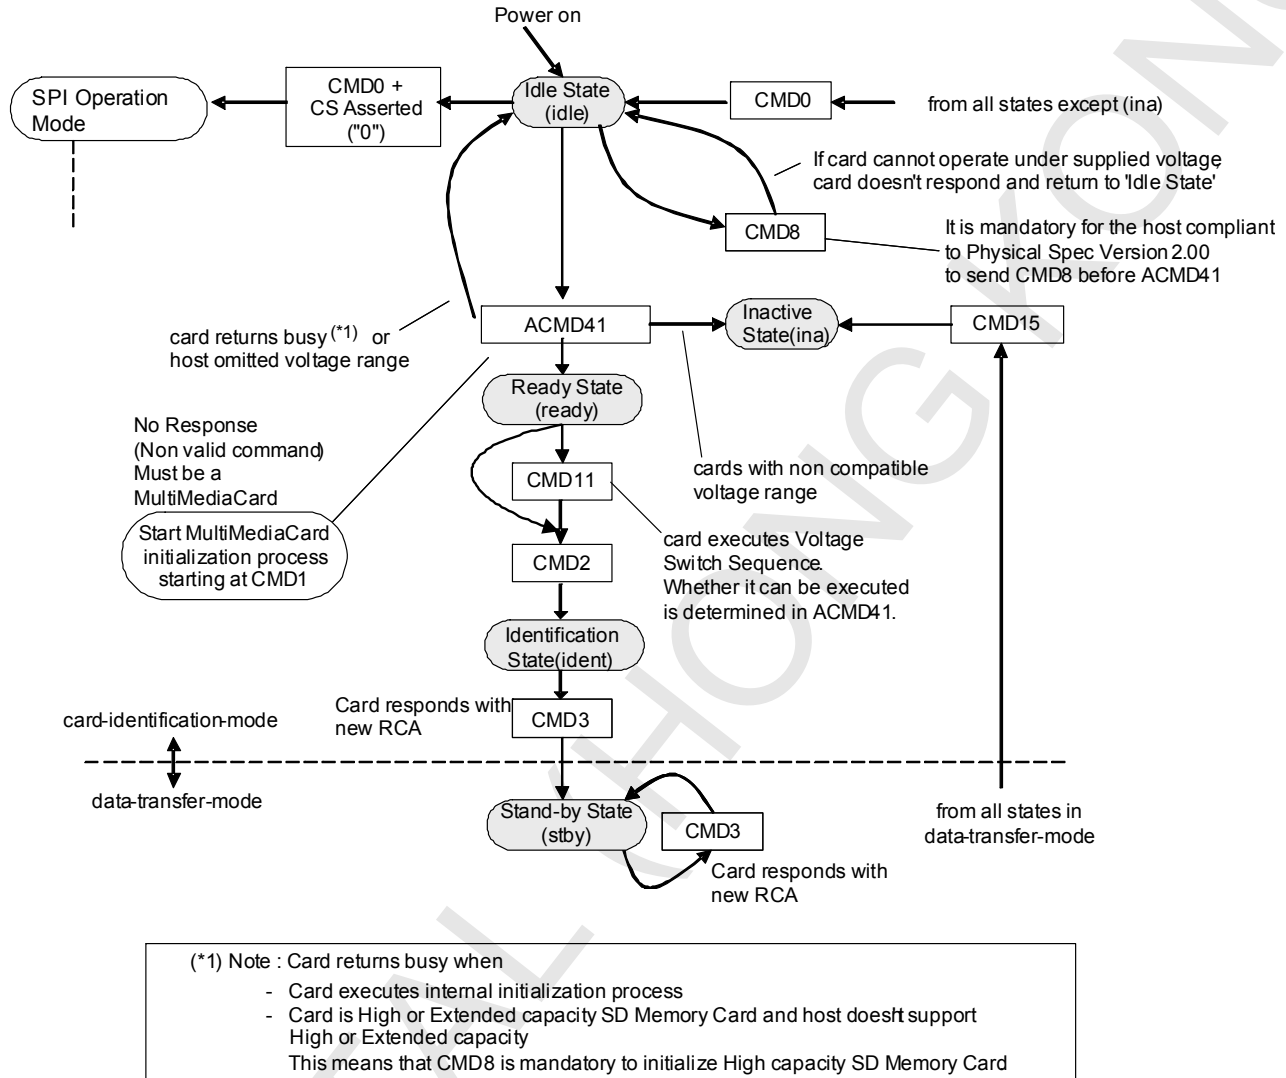 Power on
SPI Operation
Mode
CMD0 +
CS Asserted
("0")
Idle State
(idle)
CMD0
from all states except (ina)
If card cannot operate under supplied voltage,
card doesn't respond and return to 'Idle State'
CMD8
It is mandatory for the host compliant
to Physical Spec Version 2.00
to send CMD8 before ACMD41
card returns busy (*1) or
host omitted voltage range
ACMD41
Inactive
State(ina)
CMD15
Ready State
(ready)
No Response
(Non valid command)
Must be a
MultiMediaCard
cards with non compatible
voltage range
CMD11
Start MultiMediaCard
initialization process
starting at CMD1
card executes Voltage
Switch Sequence.
Whether it can be executed
is determined in ACMD41.
CMD2
Identification
State(ident)
Card responds with
new RCA
CMD3
card-identification-mode
data-transfer-mode
Stand-by State
(stby)
CMD3
from all states in
data-transfer-mode
Card responds with
new RCA
(*1) Note : Card returns busy when
- Card executes internal initialization process
- Card is High or Extended capacity SD Memory Card and host doesn't support
High or Extended capacity
This means that CMD8 is mandatory to initialize High capacity SD Memory Card
AL (HONG KONG